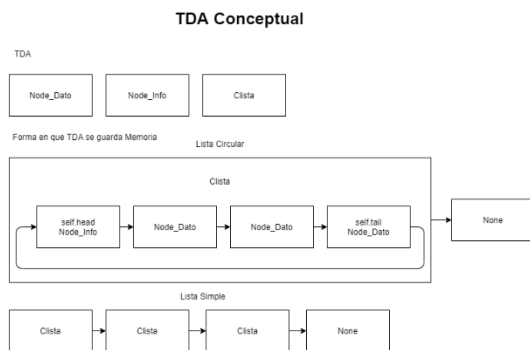 TDA Conceptual
TDA
Node_Dato
Node_Info
Clista
Forma en que TDA se guarda Memoria
Lista Circular
Clista
self.head
Node_Info
Node_Dato
Node_Dato
self.tail
Node_Dato
None
Lista Simple
Clista
Clista
Clista
None